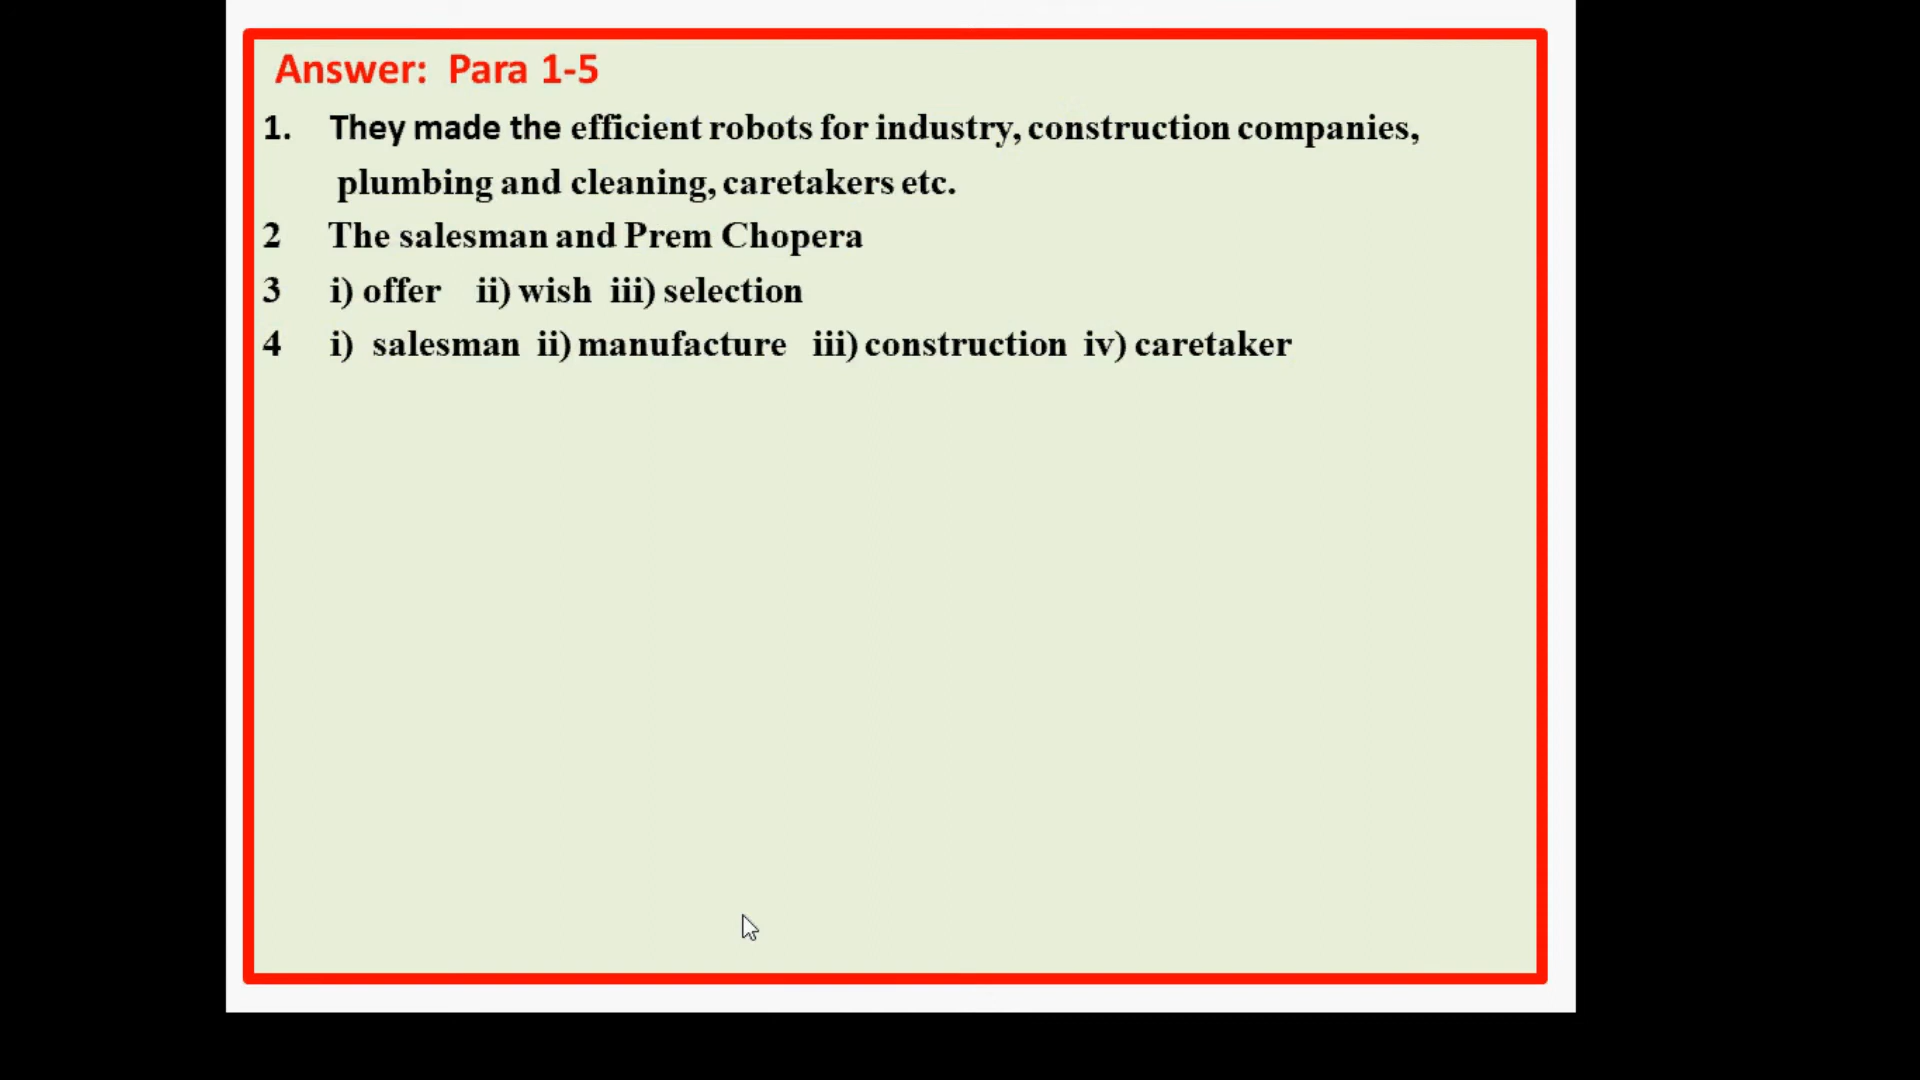 Answer: Para 1-5
1. They made the efficient robots for industry, construction companies,
plumbing and cleaning, caretakers etc.
2 The salesman and Prem Chopera
3 i) offer ii) wish iii) selection
4 i) salesman ii) manufacture iii) construction iv) caretaker